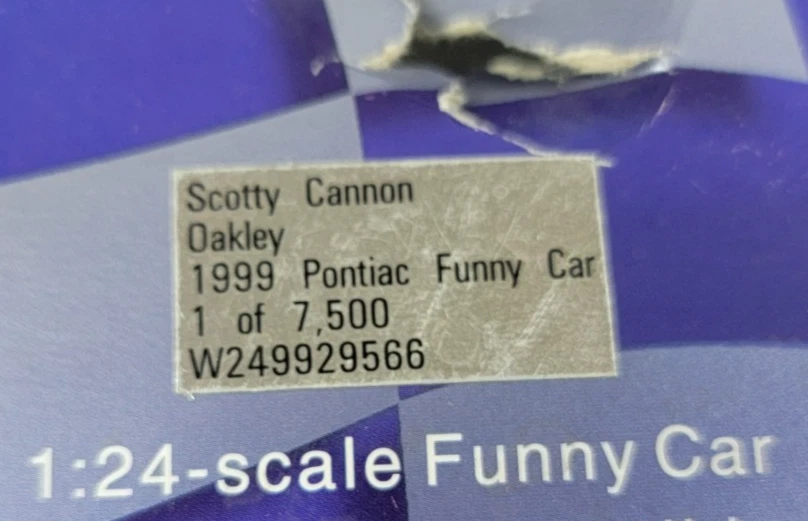 Scotty Cannon
Oakley
1999 Pontiac Funny Car
1 of 7,500
W249929566
1:24-scale Funny Car